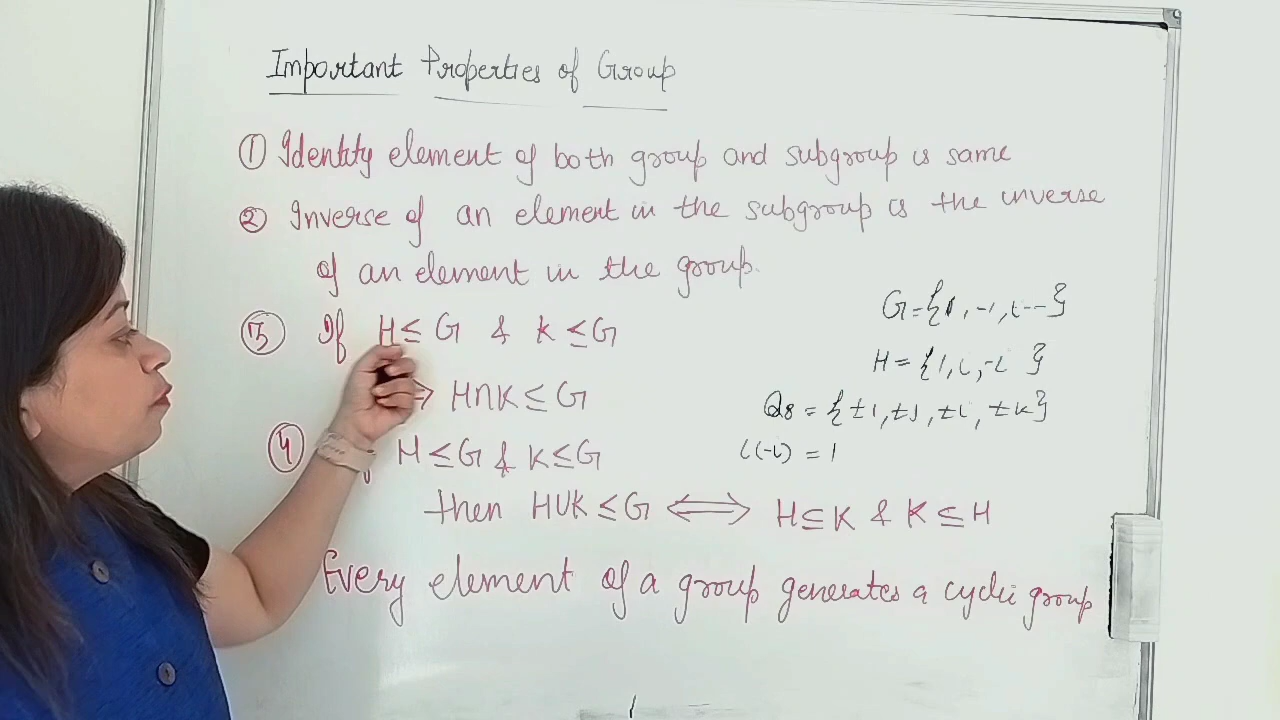 Important Properties of Group
① Identity element of both group and subgroup is same
② Inverse of an element in the subgroup is the inverse
of an element in the group.
③ If H ≤ G & K ≤ G
⇒ H∩K ≤ G
④ H ≤ G & K ≤ G
then HUK ≤ G ⟺ H ⊆ K & K ⊆ H
Every element of a group generates a cyclic group
G = {1, -1, i --}
H = {1, i, -i }
Q8 = {±1, ±j, ±i, ±k}
i(-i) = 1